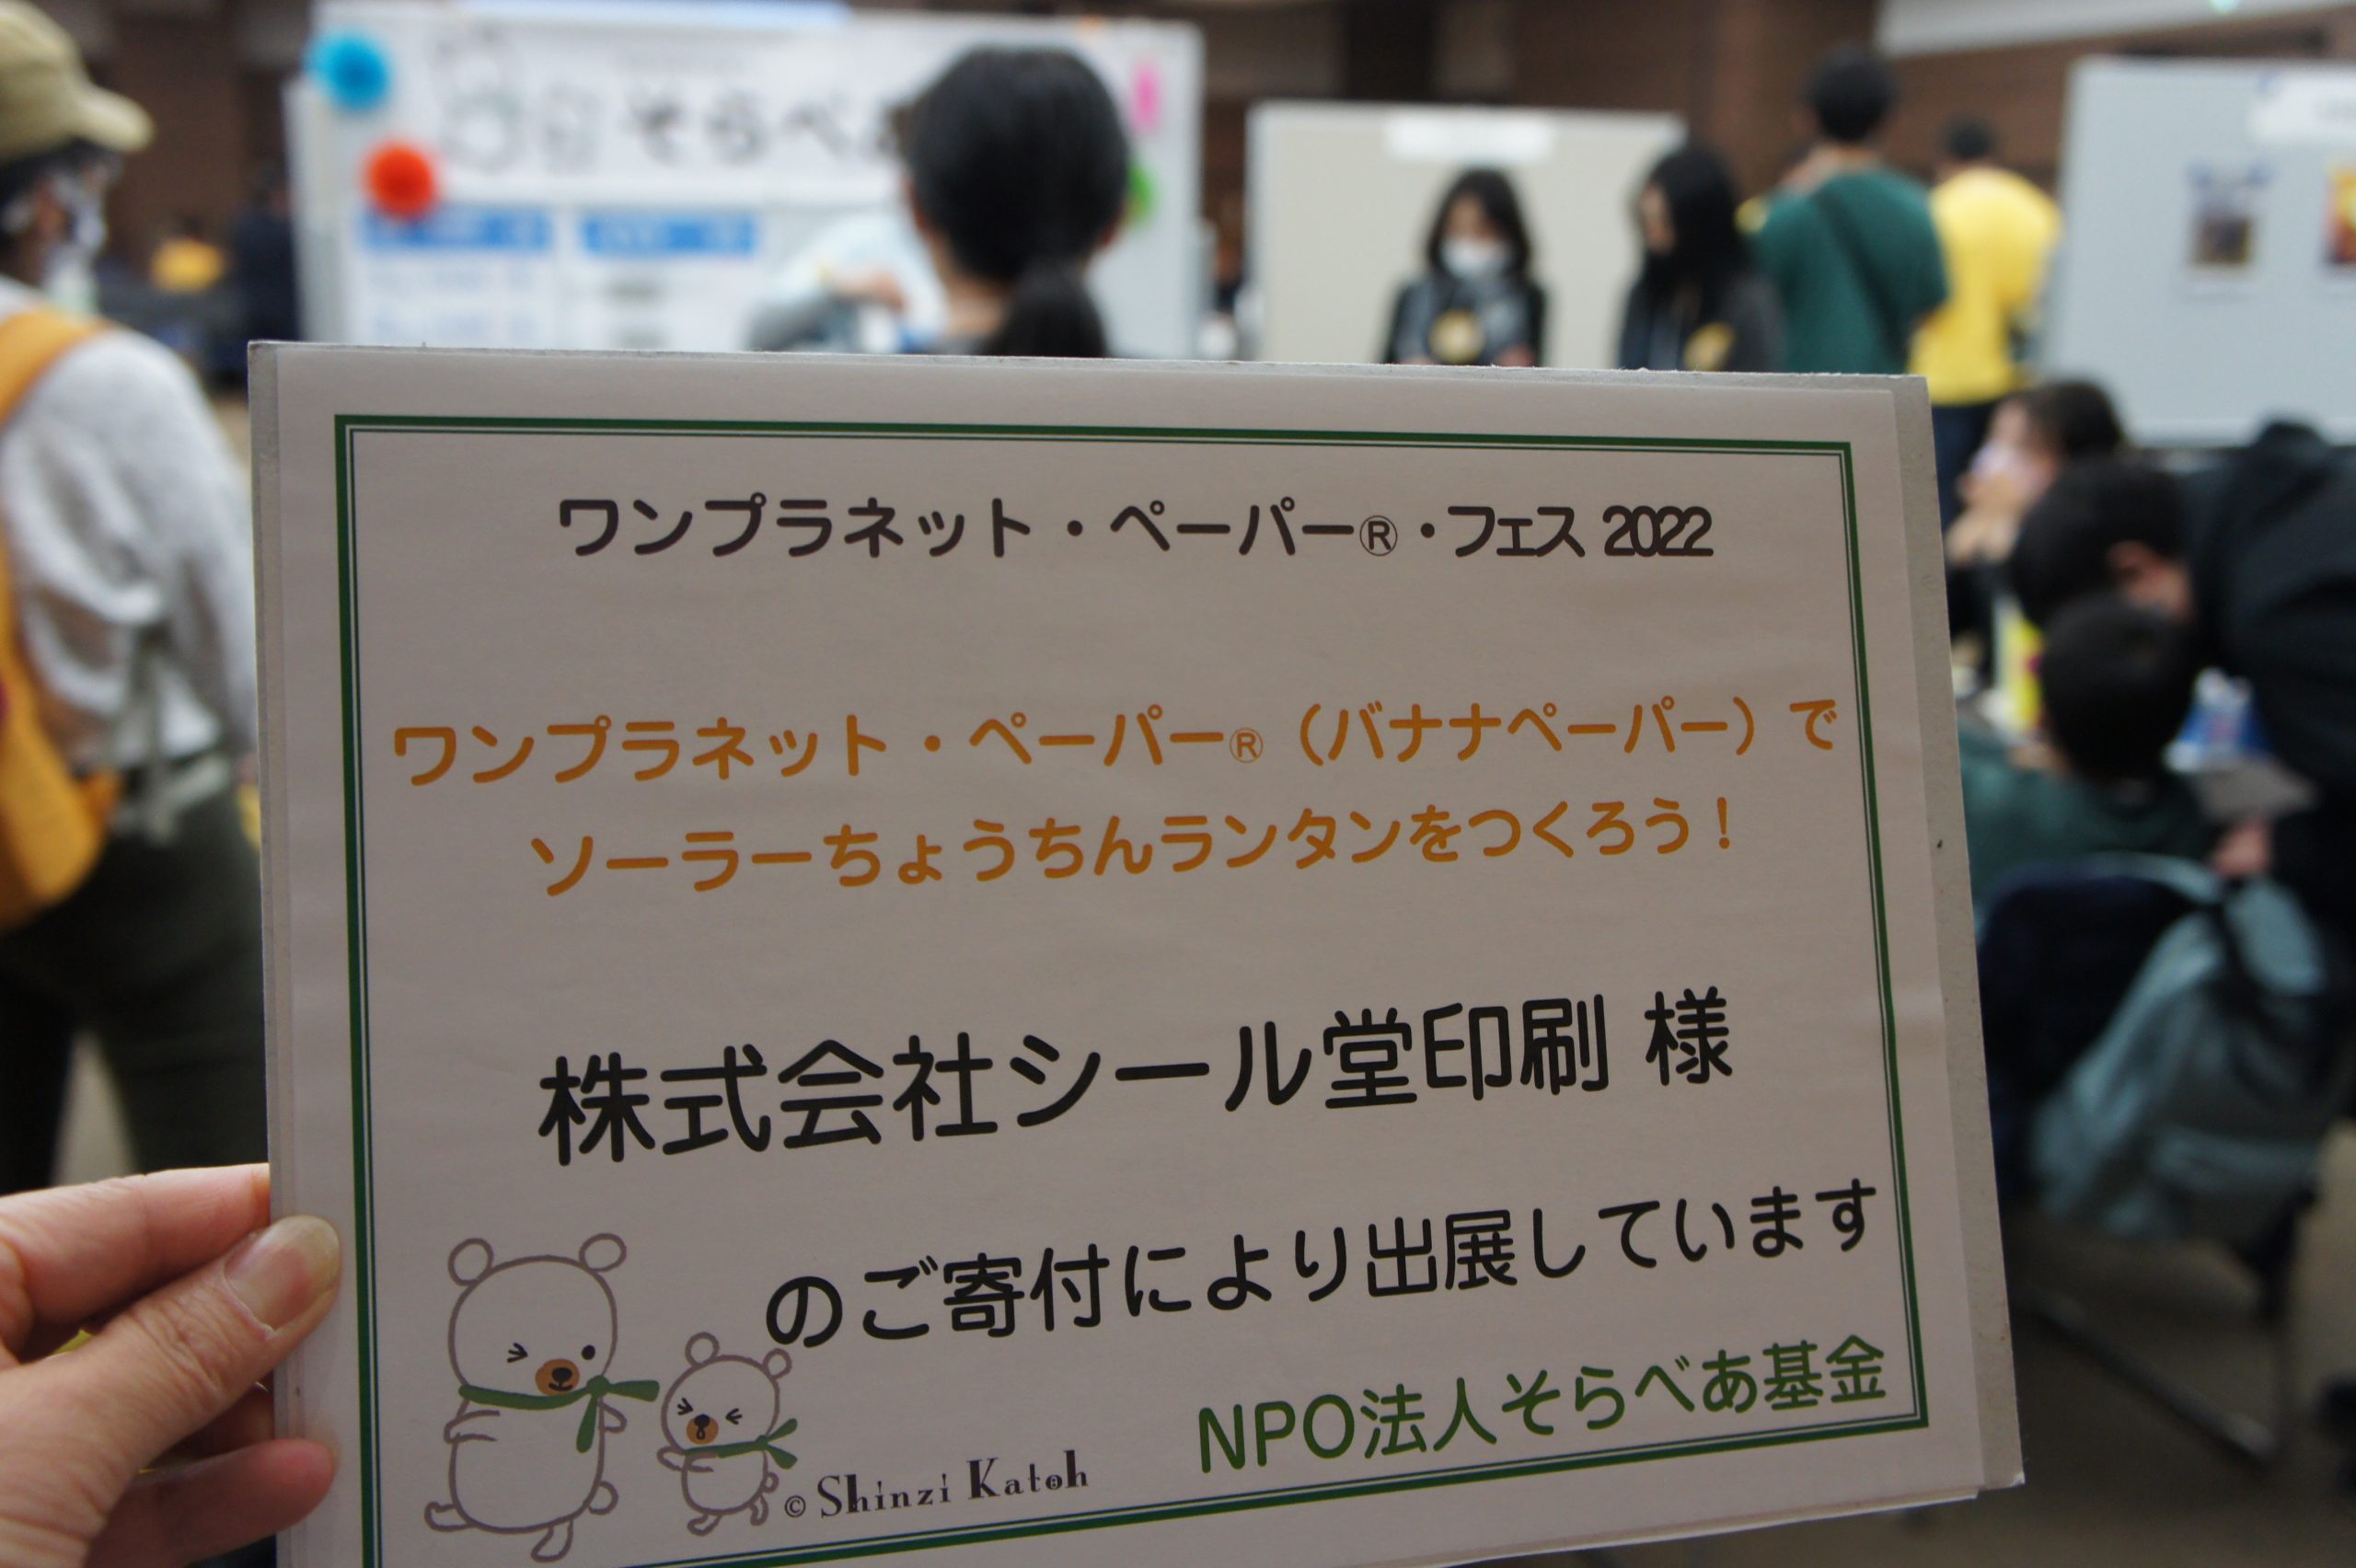 そらべ
ワンプラネット・ペーパー®・フェス 2022
ワンプラネット・ペーパー®（バナナペーパー）で
ソーラーちょうちんランタンをつくろう！
株式会社シール堂印刷 様
のご寄付により出展しています
NPO法人そらべあ基金
© Shinzi Katoh